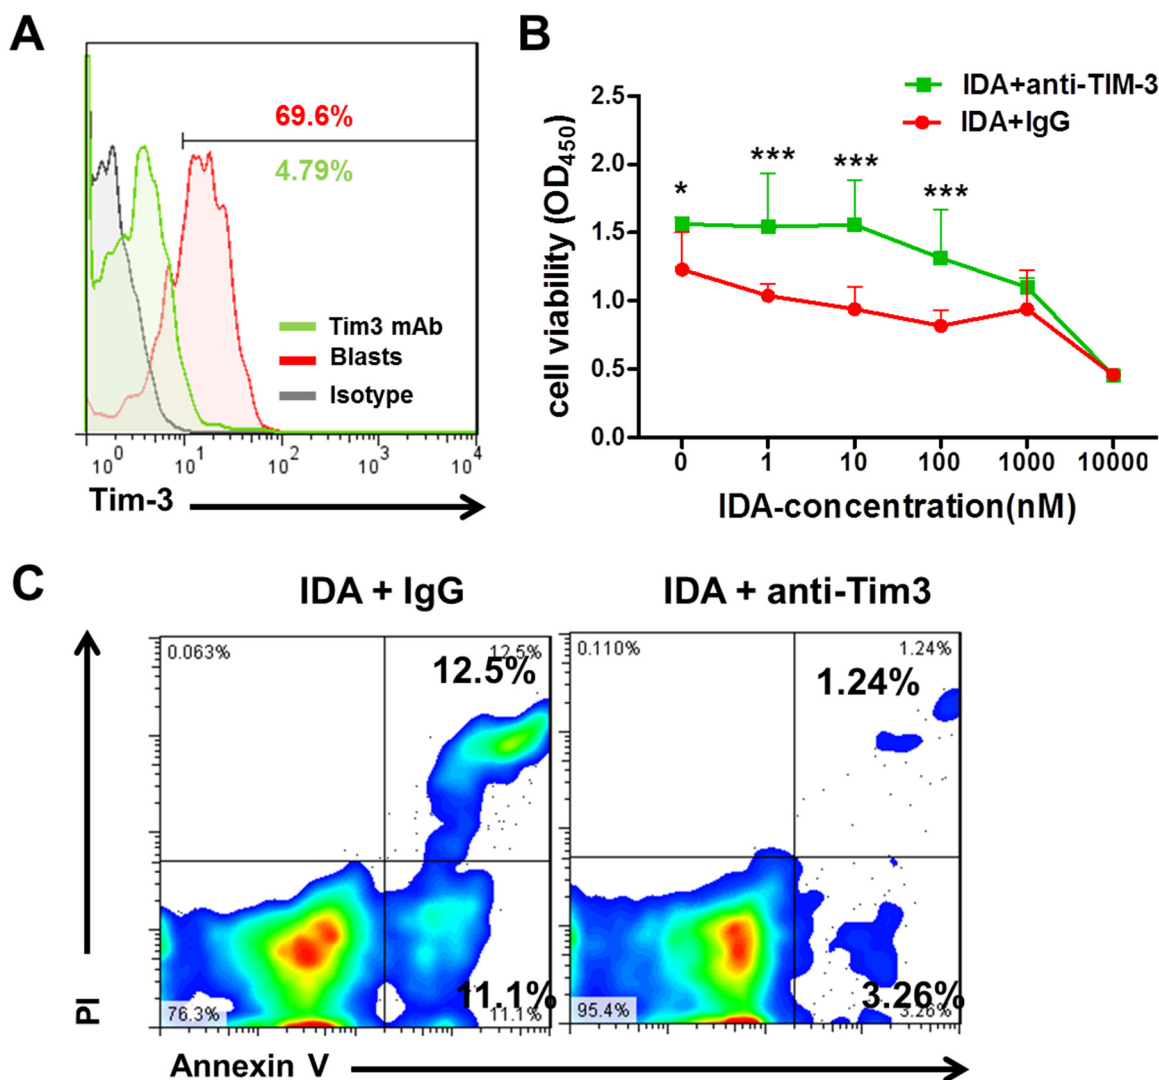 A
69.6%
4.79%
Tim3 mAb
Blasts
Isotype
10^0 10^1 10^2 10^3 10^4
Tim-3
B
IDA+anti-TIM-3
IDA+IgG
cell viability (OD450)
2.5
2.0
1.5
1.0
0.5
0.0
* *** *** ***
0 1 10 100 1000 10000
IDA-concentration(nM)
C
IDA + IgG
IDA + anti-Tim3
PI
0.063%
12.5%
12.5%
76.3%
11.1%
11.1%
0.110%
1.24%
1.24%
95.4%
3.26%
3.26%
Annexin V